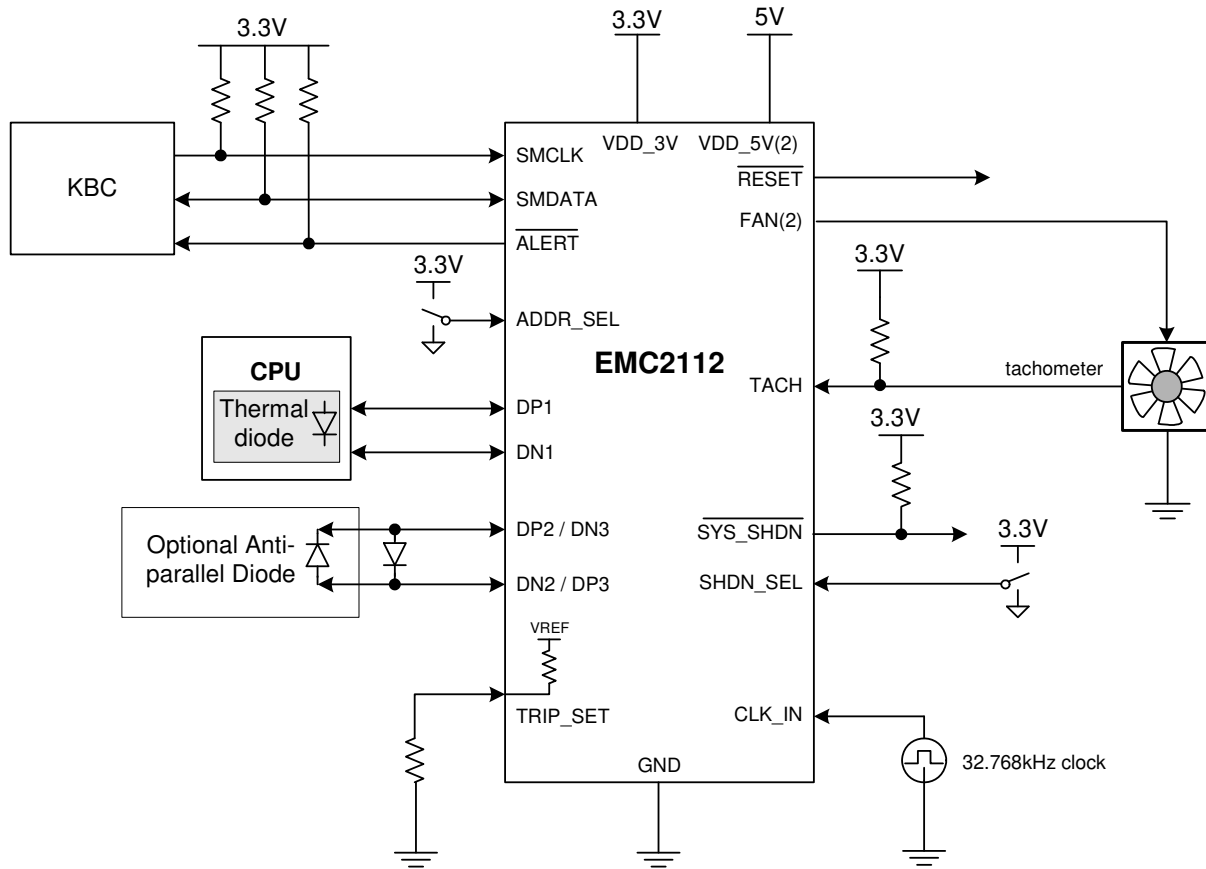 3.3V
3.3V
5V
KBC
SMCLK
SMDATA
ALERT
3.3V
ADDR_SEL
VDD_3V
VDD_5V(2)
RESET
FAN(2)
3.3V
EMC2112
CPU
Thermal
diode
DP1
DN1
TACH
tachometer
3.3V
Optional Anti-
parallel Diode
DP2 / DN3
DN2 / DP3
SYS_SHDN
SHDN_SEL
3.3V
VREF
TRIP_SET
CLK_IN
GND
32.768kHz clock